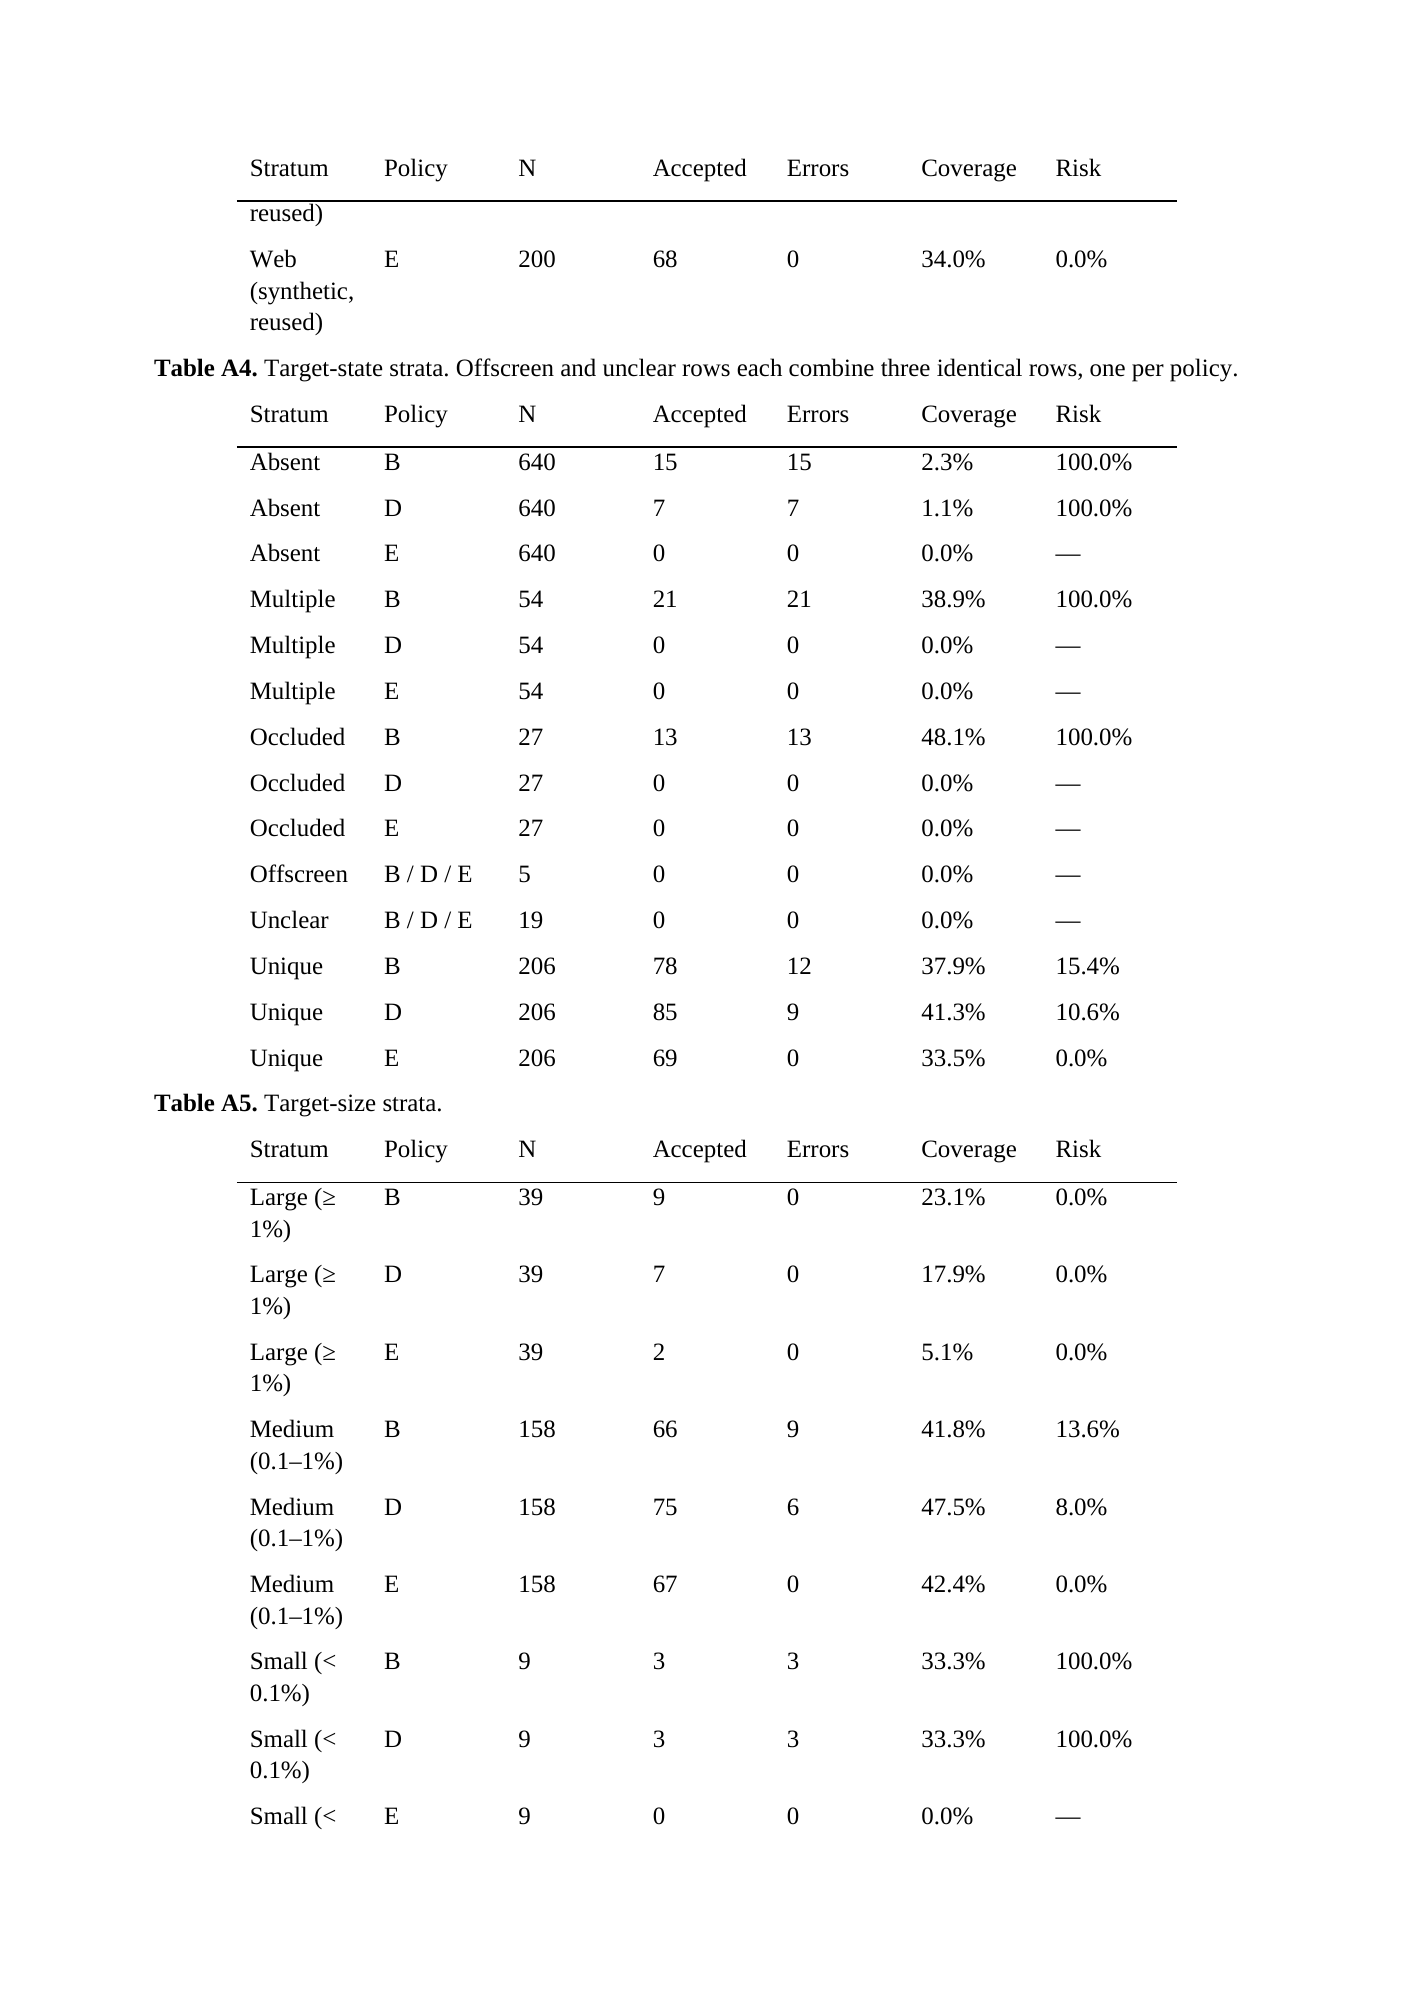 Stratum Policy N Accepted Errors Coverage Risk
reused)
Web E 200 68 0 34.0% 0.0%
(synthetic,
reused)
Table A4. Target-state strata. Offscreen and unclear rows each combine three identical rows, one per policy.
Stratum Policy N Accepted Errors Coverage Risk
Absent B 640 15 15 2.3% 100.0%
Absent D 640 7 7 1.1% 100.0%
Absent E 640 0 0 0.0% —
Multiple B 54 21 21 38.9% 100.0%
Multiple D 54 0 0 0.0% —
Multiple E 54 0 0 0.0% —
Occluded B 27 13 13 48.1% 100.0%
Occluded D 27 0 0 0.0% —
Occluded E 27 0 0 0.0% —
Offscreen B / D / E 5 0 0 0.0% —
Unclear B / D / E 19 0 0 0.0% —
Unique B 206 78 12 37.9% 15.4%
Unique D 206 85 9 41.3% 10.6%
Unique E 206 69 0 33.5% 0.0%
Table A5. Target-size strata.
Stratum Policy N Accepted Errors Coverage Risk
Large (≥ B 39 9 0 23.1% 0.0%
1%)
Large (≥ D 39 7 0 17.9% 0.0%
1%)
Large (≥ E 39 2 0 5.1% 0.0%
1%)
Medium B 158 66 9 41.8% 13.6%
(0.1–1%)
Medium D 158 75 6 47.5% 8.0%
(0.1–1%)
Medium E 158 67 0 42.4% 0.0%
(0.1–1%)
Small (< B 9 3 3 33.3% 100.0%
0.1%)
Small (< D 9 3 3 33.3% 100.0%
0.1%)
Small (< E 9 0 0 0.0% —